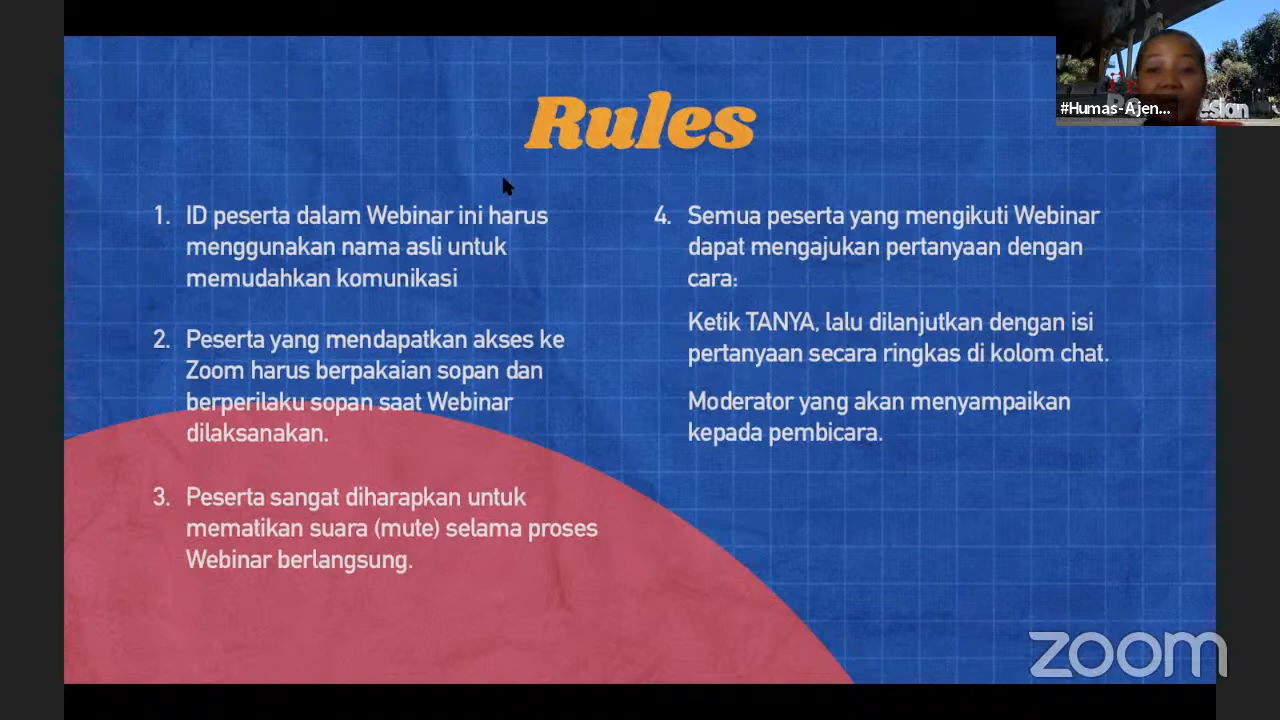 Rules
1. ID peserta dalam Webinar ini harus
menggunakan nama asli untuk
memudahkan komunikasi
2. Peserta yang mendapatkan akses ke
Zoom harus berpakaian sopan dan
berperilaku sopan saat Webinar
dilaksanakan.
3. Peserta sangat diharapkan untuk
mematikan suara (mute) selama proses
Webinar berlangsung.
4. Semua peserta yang mengikuti Webinar
dapat mengajukan pertanyaan dengan
cara:
Ketik TANYA, lalu dilanjutkan dengan isi
pertanyaan secara ringkas di kolom chat.
Moderator yang akan menyampaikan
kepada pembicara.
#Humas-Ajen...
zoom